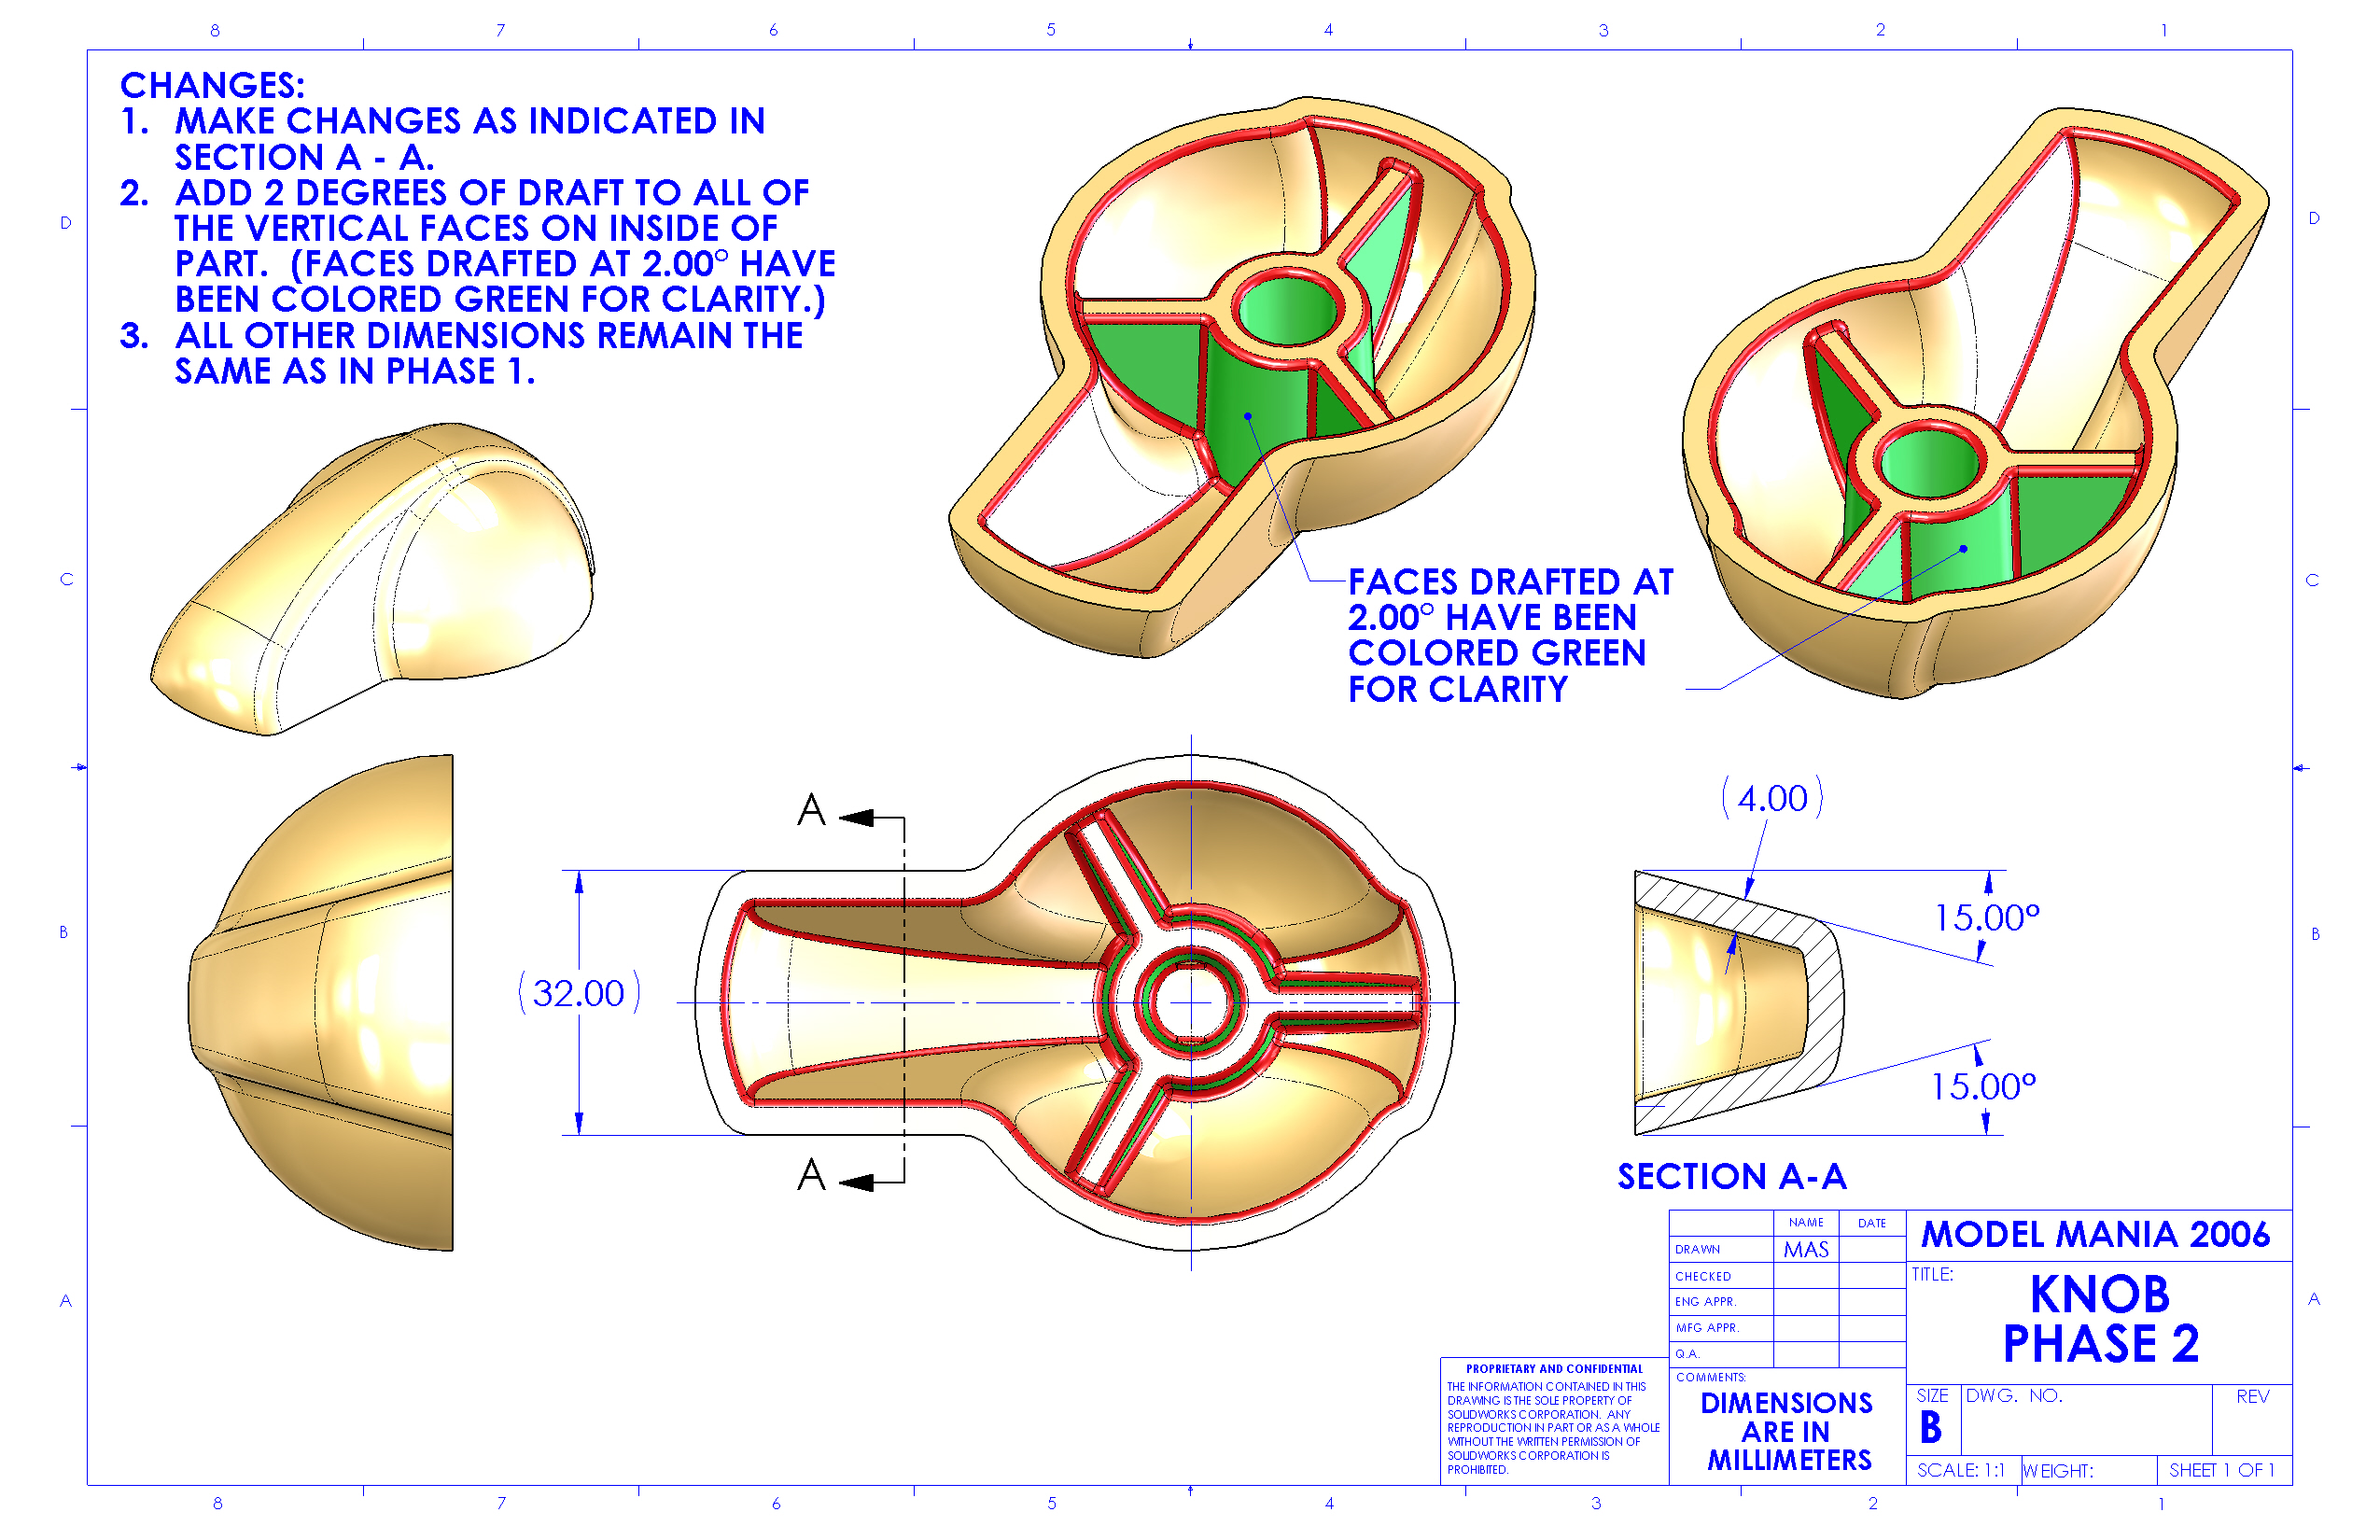 8 7 6 5 4 3 2 1
CHANGES:
1. MAKE CHANGES AS INDICATED IN
SECTION A - A.
2. ADD 2 DEGREES OF DRAFT TO ALL OF
THE VERTICAL FACES ON INSIDE OF
PART. (FACES DRAFTED AT 2.00° HAVE
BEEN COLORED GREEN FOR CLARITY.)
3. ALL OTHER DIMENSIONS REMAIN THE
SAME AS IN PHASE 1.
D D
C C
FACES DRAFTED AT
2.00° HAVE BEEN
COLORED GREEN
FOR CLARITY
A
(4.00)
15.00°
B B
(32.00)
15.00°
A
SECTION A-A
NAME DATE
DRAWN MAS
CHECKED
ENG APPR.
MFG APPR.
Q.A.
COMMENTS:
DIMENSIONS
ARE IN
MILLIMETERS
MODEL MANIA 2006
TITLE:
KNOB
PHASE 2
SIZE DWG. NO. REV
B
SCALE: 1:1 WEIGHT: SHEET 1 OF 1
A A
PROPRIETARY AND CONFIDENTIAL
THE INFORMATION CONTAINED IN THIS
DRAWING IS THE SOLE PROPERTY OF
SOLIDWORKS CORPORATION. ANY
REPRODUCTION IN PART OR AS A WHOLE
WITHOUT THE WRITTEN PERMISSION OF
SOLIDWORKS CORPORATION IS
PROHIBITED.
8 7 6 5 4 3 2 1